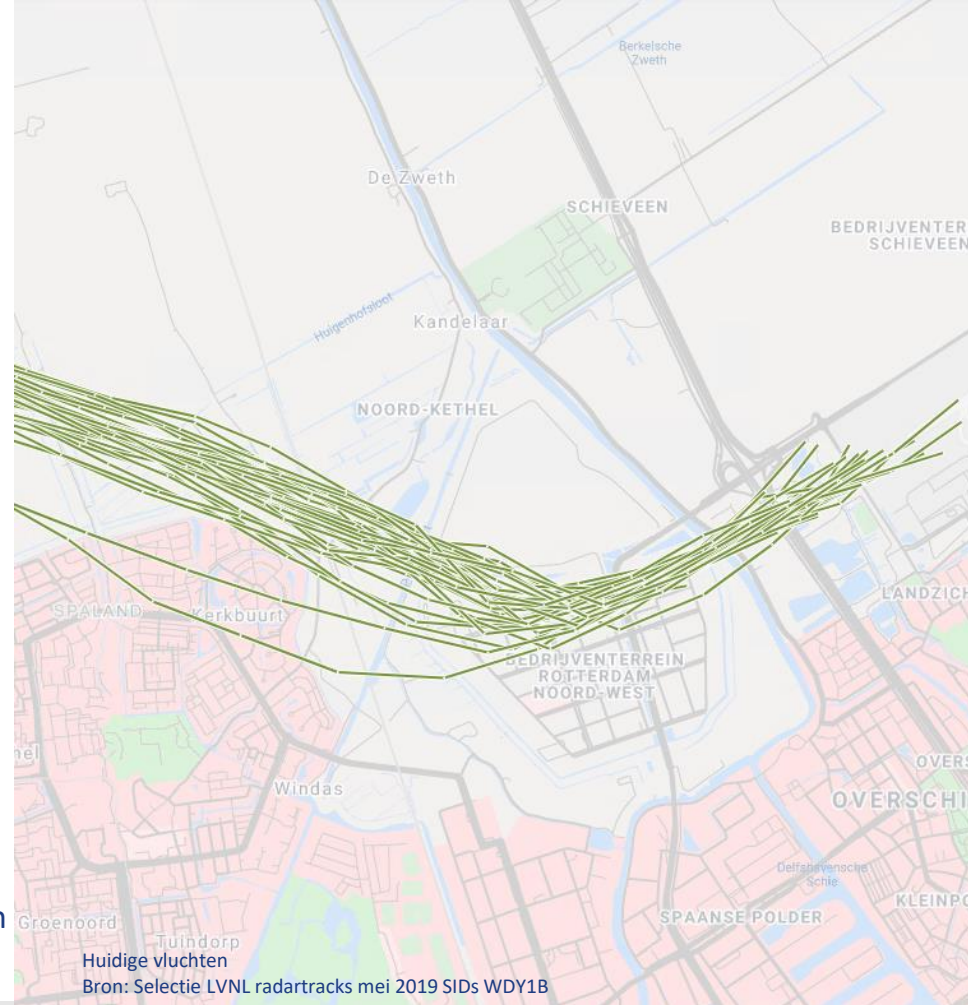 Berkelsche
Zweth
De Zweth
SCHIEVEEN
BEDRIJVENTER
SCHIEVEEN
Huigenhofsloot
Kandelaar
NOORD-KETHEL
SPALAND
Kerkbuurt
LANDZICH
BEDRIJVENTERREIN
ROTTERDAM
NOORD-WEST
nel
Windas
OVERS
OVERSCHI
Delfshavensche
Schie
KLEINPO
SPAANSE POLDER
n
Groenoord
Tuindorp
Huidige vluchten
Bron: Selectie LVNL radartracks mei 2019 SIDs WDY1B